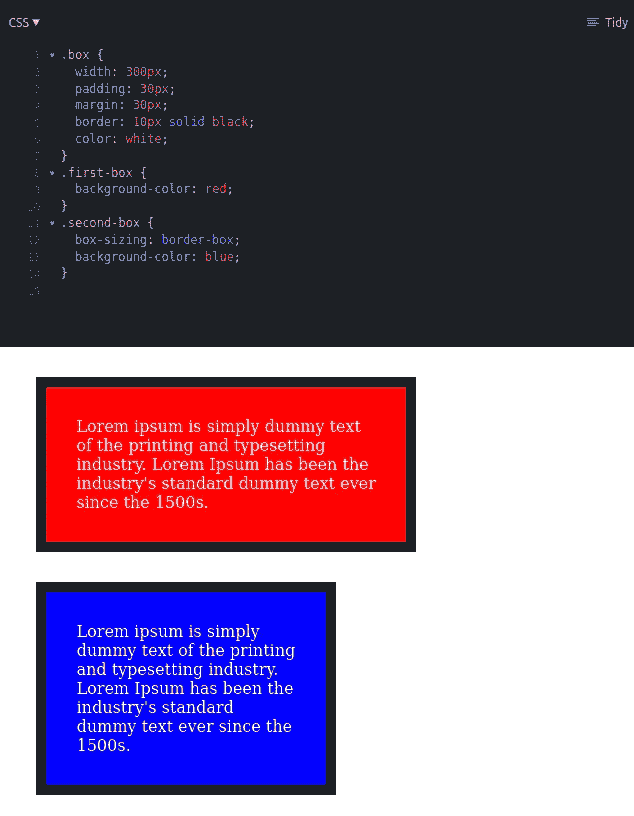 CSS ▼ Tidy
.box {
width: 300px;
padding: 30px;
margin: 30px;
border: 10px solid black;
color: white;
}
.first-box {
background-color: red;
}
.second-box {
box-sizing: border-box;
background-color: blue;
}
Lorem ipsum is simply dummy text
of the printing and typesetting
industry. Lorem Ipsum has been the
industry's standard dummy text ever
since the 1500s.
Lorem ipsum is simply
dummy text of the printing
and typesetting industry.
Lorem Ipsum has been the
industry's standard
dummy text ever since the
1500s.